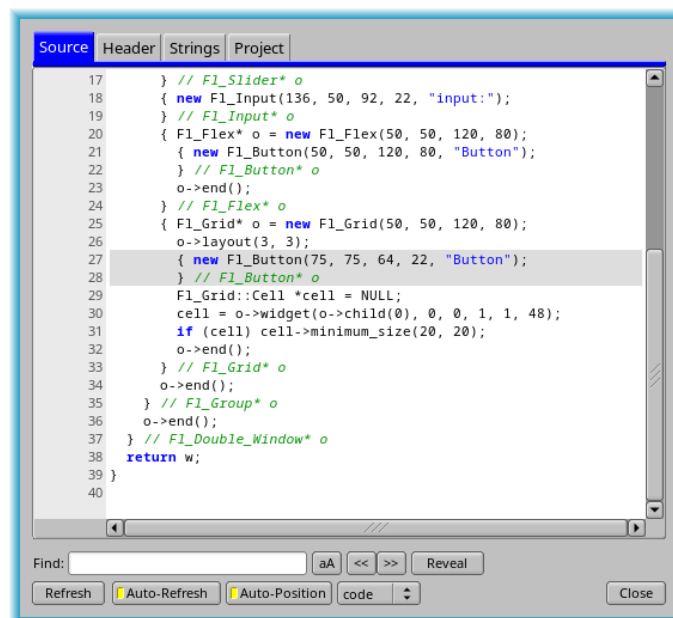 Source Header Strings Project
17       } // Fl_Slider* o
18       { new Fl_Input(136, 50, 92, 22, "input:");
19       } // Fl_Input* o
20       { Fl_Flex* o = new Fl_Flex(50, 50, 120, 80);
21         { new Fl_Button(50, 50, 120, 80, "Button");
22         } // Fl_Button* o
23         o->end();
24       } // Fl_Flex* o
25       { Fl_Grid* o = new Fl_Grid(50, 50, 120, 80);
26         o->layout(3, 3);
27         { new Fl_Button(75, 75, 64, 22, "Button");
28         } // Fl_Button* o
29         Fl_Grid::Cell *cell = NULL;
30         cell = o->widget(o->child(0), 0, 0, 1, 1, 48);
31         if (cell) cell->minimum_size(20, 20);
32         o->end();
33       } // Fl_Grid* o
34       o->end();
35     } // Fl_Group* o
36     o->end();
37   } // Fl_Double_Window* o
38   return w;
39 }
40
Find: aA << >> Reveal
Refresh Auto-Refresh Auto-Position code Close